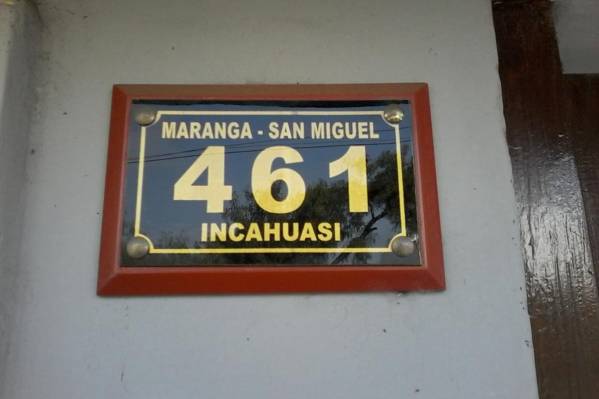 MARANGA - SAN MIGUEL
461
INCAHUASI